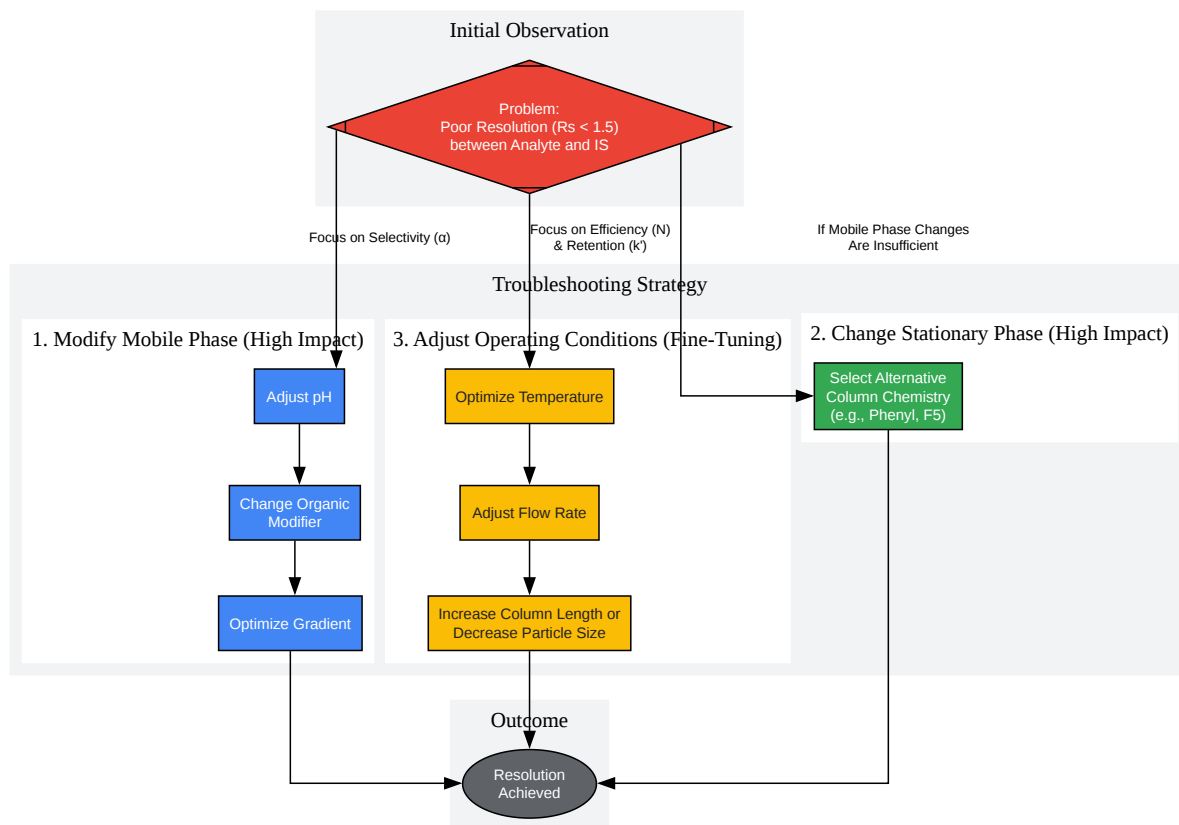 Initial Observation
Problem:
Poor Resolution (Rs < 1.5)
between Analyte and IS
Focus on Selectivity (α)
Focus on Efficiency (N)
& Retention (k')
If Mobile Phase Changes
Are Insufficient
Troubleshooting Strategy
1. Modify Mobile Phase (High Impact)
Adjust pH
Change Organic
Modifier
Optimize Gradient
3. Adjust Operating Conditions (Fine-Tuning)
Optimize Temperature
Adjust Flow Rate
Increase Column Length or
Decrease Particle Size
2. Change Stationary Phase (High Impact)
Select Alternative
Column Chemistry
(e.g., Phenyl, F5)
Outcome
Resolution
Achieved